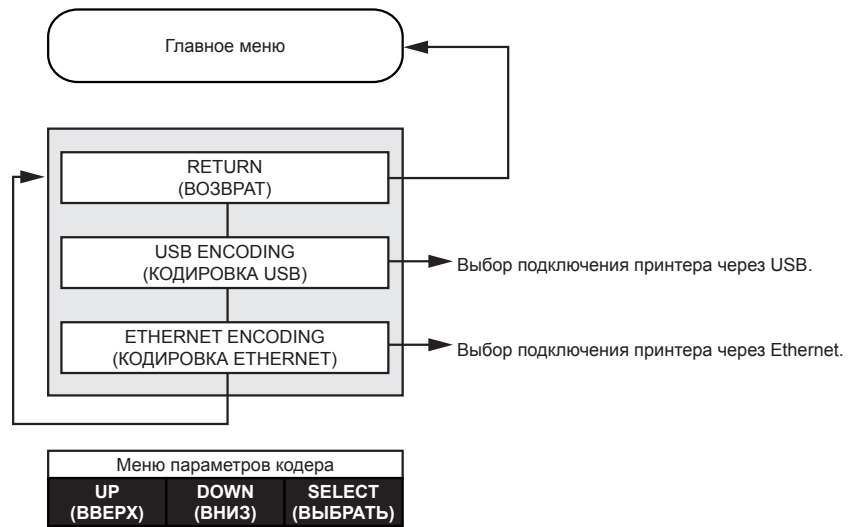 Главное меню
RETURN
(ВОЗВРАТ)
USB ENCODING
(КОДИРОВКА USB)
Выбор подключения принтера через USB.
ETHERNET ENCODING
(КОДИРОВКА ETHERNET)
Выбор подключения принтера через Ethernet.
Меню параметров кодера
UP DOWN SELECT
(ВВЕРХ) (ВНИЗ) (ВЫБРАТЬ)